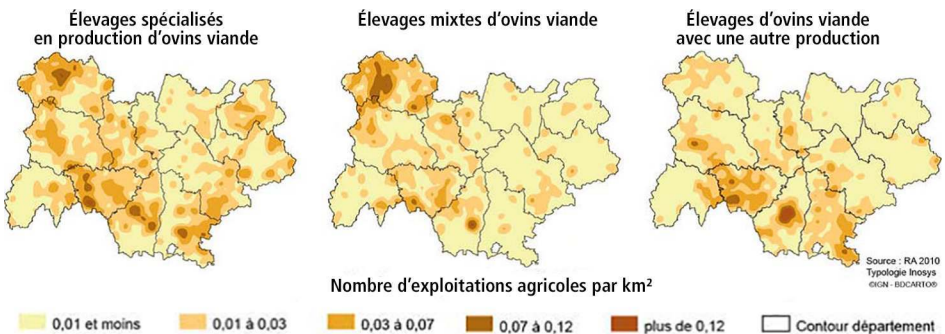 Élevages spécialisés
en production d'ovins viande
Élevages mixtes d'ovins viande
Élevages d'ovins viande
avec une autre production
Source : RA 2010
Typologie Inosys
©IGN - BDCARTO®
Nombre d'exploitations agricoles par km²
0,01 et moins
0,01 à 0,03
0,03 à 0,07
0,07 à 0,12
plus de 0,12
Contour département